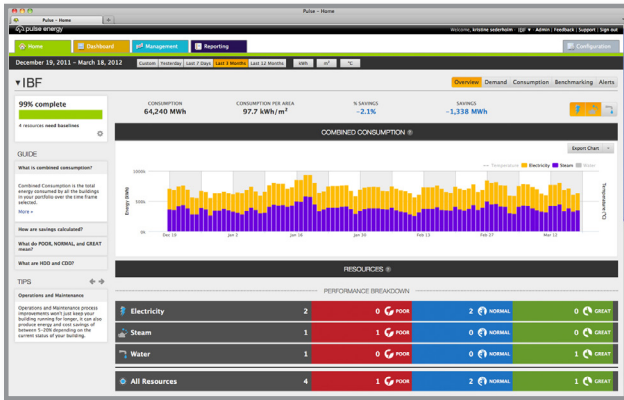 Pulse – Home
Pulse – Home
pulse energy
Welcome, kristine sederholm IBF ▼ Admin | Feedback | Support | Sign out
Home
Dashboard
Management
Reporting
Configuration
December 19, 2011 – March 18, 2012
Custom Yesterday Last 7 Days Last 3 Months Last 12 Months kWh m² °C
▼IBF
Overview Demand Consumption Benchmarking Alerts
99% complete
4 resources need baselines
CONSUMPTION
64,240 MWh
CONSUMPTION PER AREA
97.7 kWh/m²
% SAVINGS
−2.1%
SAVINGS
−1,338 MWh
COMBINED CONSUMPTION
Export Chart
Temperature Electricity Steam Water
1000k
500k
0k
Energy (kWh)
Temperature (°C)
Dec 19 Jan 2 Jan 16 Jan 30 Feb 13 Feb 27 Mar 12
GUIDE
What is combined consumption?
Combined Consumption is the total
energy consumed by all the buildings
in your portfolio over the time frame
selected.
More »
How are savings calculated?
What do POOR, NORMAL, and GREAT
mean?
What are HDD and CDD?
TIPS
Operations and Maintenance
Operations and Maintenance process
improvements won't just keep your
building running for longer, it can also
produce energy and cost savings of
between 5–20% depending on the
current status of your building.
RESOURCES
PERFORMANCE BREAKDOWN
Electricity 2 0 POOR 2 NORMAL 0 GREAT
Steam 1 1 POOR 0 NORMAL 0 GREAT
Water 1 0 POOR 0 NORMAL 1 GREAT
All Resources 4 1 POOR 2 NORMAL 1 GREAT